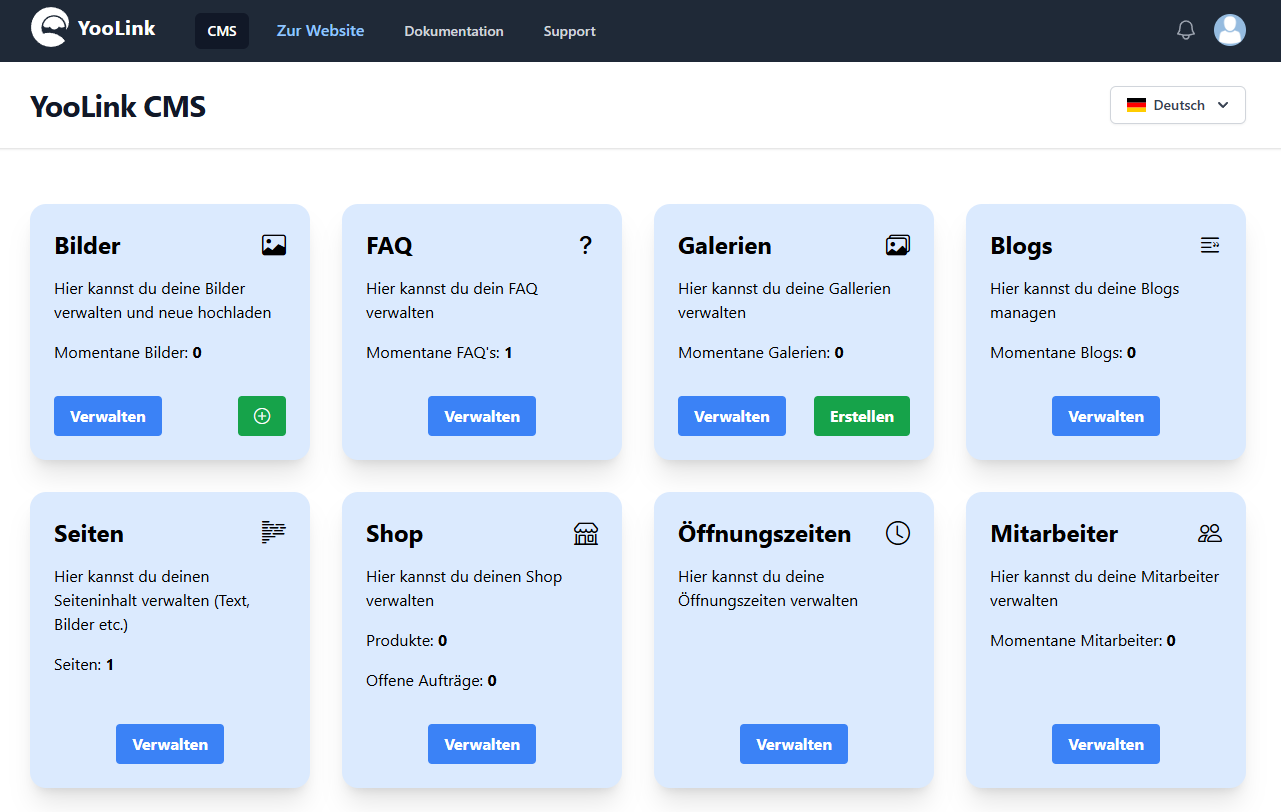 YooLink
CMS
Zur Website
Dokumentation
Support
YooLink CMS
Deutsch
Bilder
Hier kannst du deine Bilder
verwalten und neue hochladen
Momentane Bilder: 0
Verwalten
FAQ
?
Hier kannst du dein FAQ
verwalten
Momentane FAQ's: 1
Verwalten
Galerien
Hier kannst du deine Gallerien
verwalten
Momentane Galerien: 0
Verwalten
Erstellen
Blogs
Hier kannst du deine Blogs
managen
Momentane Blogs: 0
Verwalten
Seiten
Hier kannst du deinen
Seiteninhalt verwalten (Text,
Bilder etc.)
Seiten: 1
Verwalten
Shop
Hier kannst du deinen Shop
verwalten
Produkte: 0
Offene Aufträge: 0
Verwalten
Öffnungszeiten
Hier kannst du deine
Öffnungszeiten verwalten
Verwalten
Mitarbeiter
Hier kannst du deine Mitarbeiter
verwalten
Momentane Mitarbeiter: 0
Verwalten